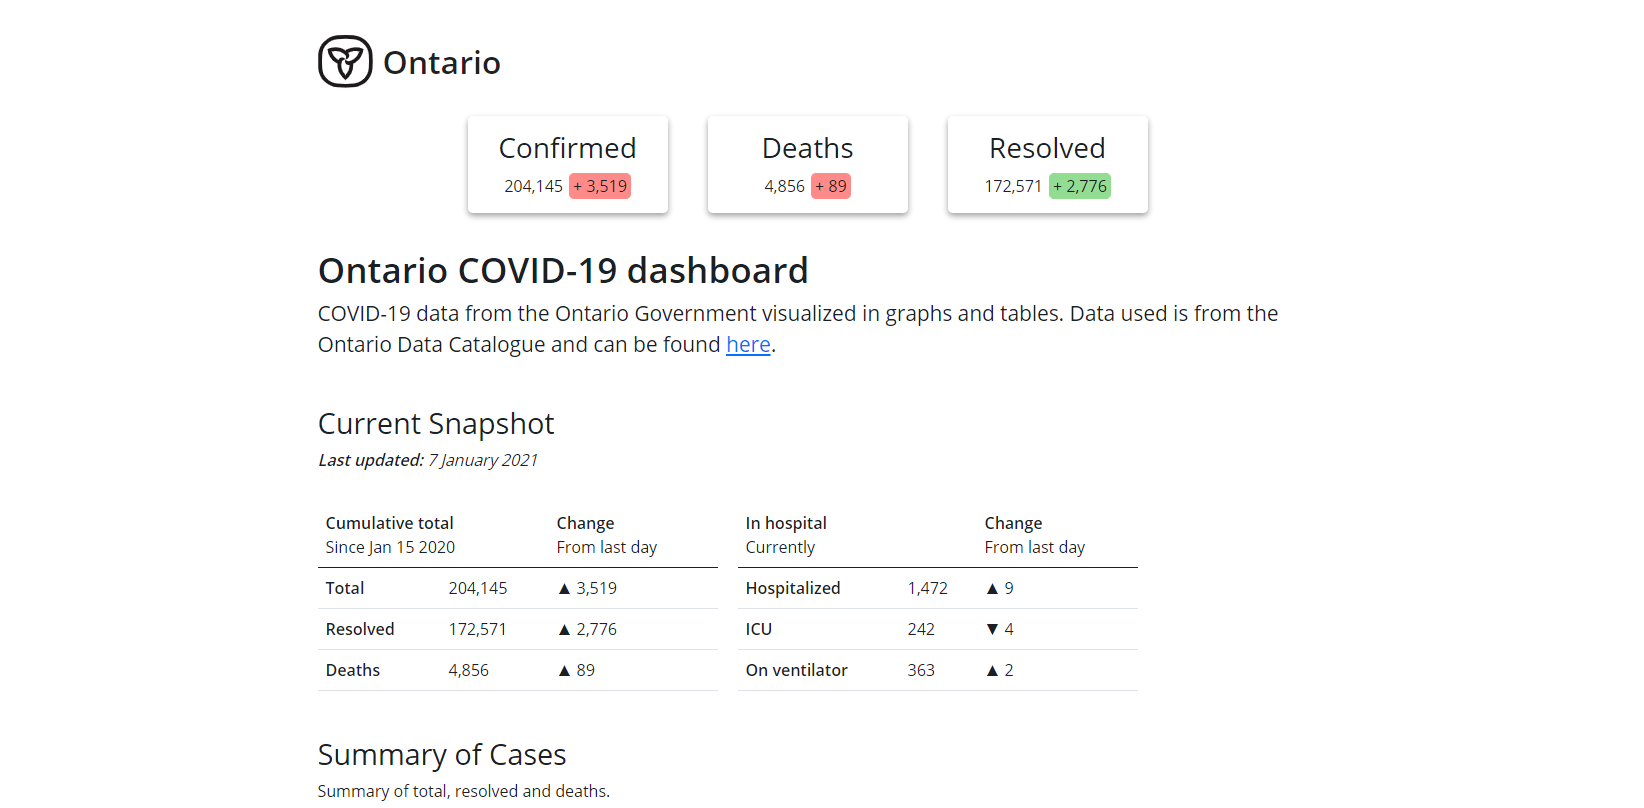 Ontario
Confirmed
204,145 + 3,519
Deaths
4,856 + 89
Resolved
172,571 + 2,776
Ontario COVID-19 dashboard
COVID-19 data from the Ontario Government visualized in graphs and tables. Data used is from the
Ontario Data Catalogue and can be found here.
Current Snapshot
Last updated: 7 January 2021
Cumulative total Change
Since Jan 15 2020 From last day
Total 204,145 ▲ 3,519
Resolved 172,571 ▲ 2,776
Deaths 4,856 ▲ 89
In hospital Change
Currently From last day
Hospitalized 1,472 ▲ 9
ICU 242 ▼ 4
On ventilator 363 ▲ 2
Summary of Cases
Summary of total, resolved and deaths.